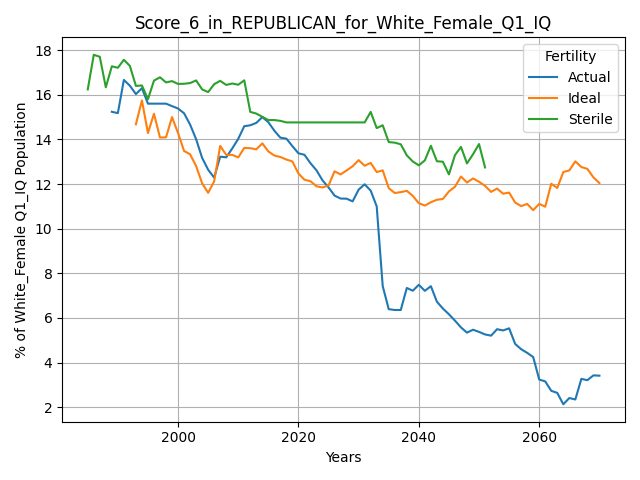 Score_6_in_REPUBLICAN_for_White_Female_Q1_IQ
% of White_Female Q1_IQ Population
18
16
14
12
10
8
6
4
2
Fertility
Actual
Ideal
Sterile
2000
2020
2040
2060
Years